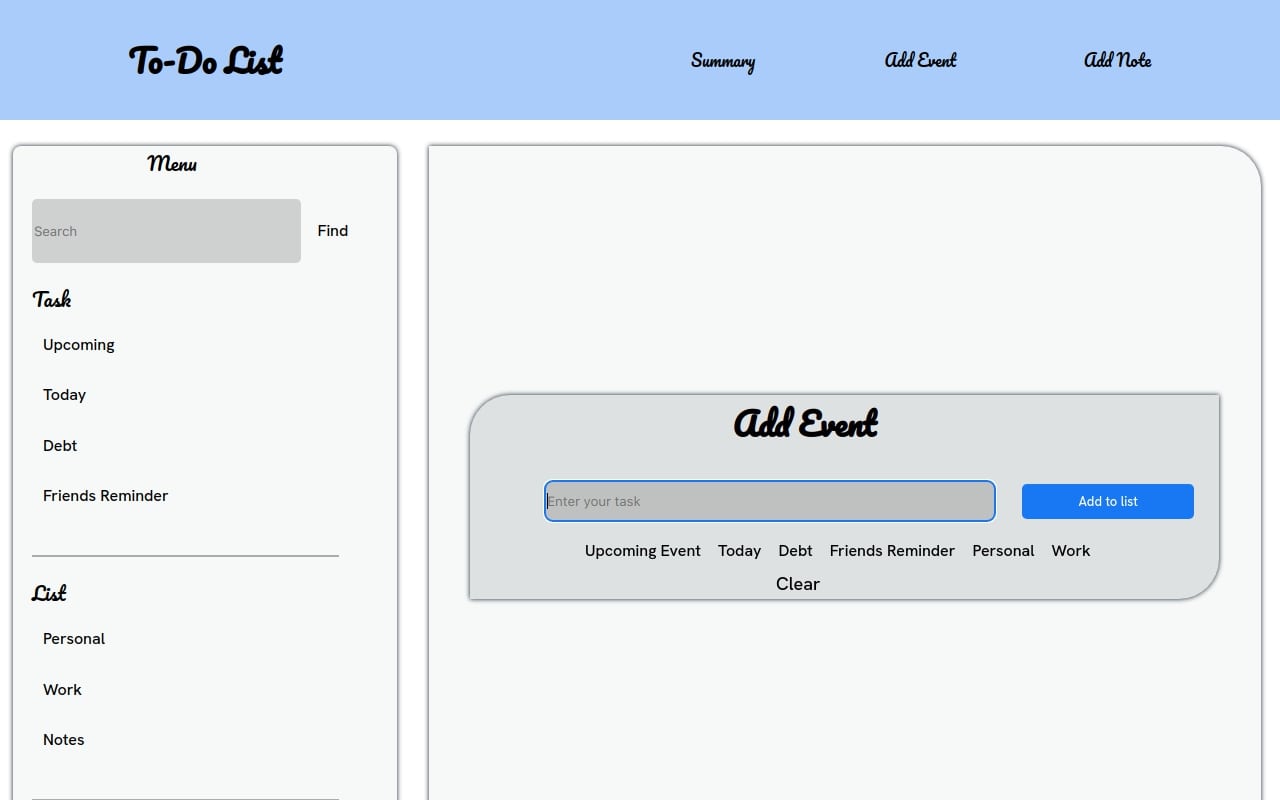 To-Do List
Summary Add Event Add Note
Menu
Search Find
Task
Upcoming
Today
Debt
Friends Reminder
List
Personal
Work
Notes
Add Event
Enter your task Add to list
Upcoming Event Today Debt Friends Reminder Personal Work
Clear